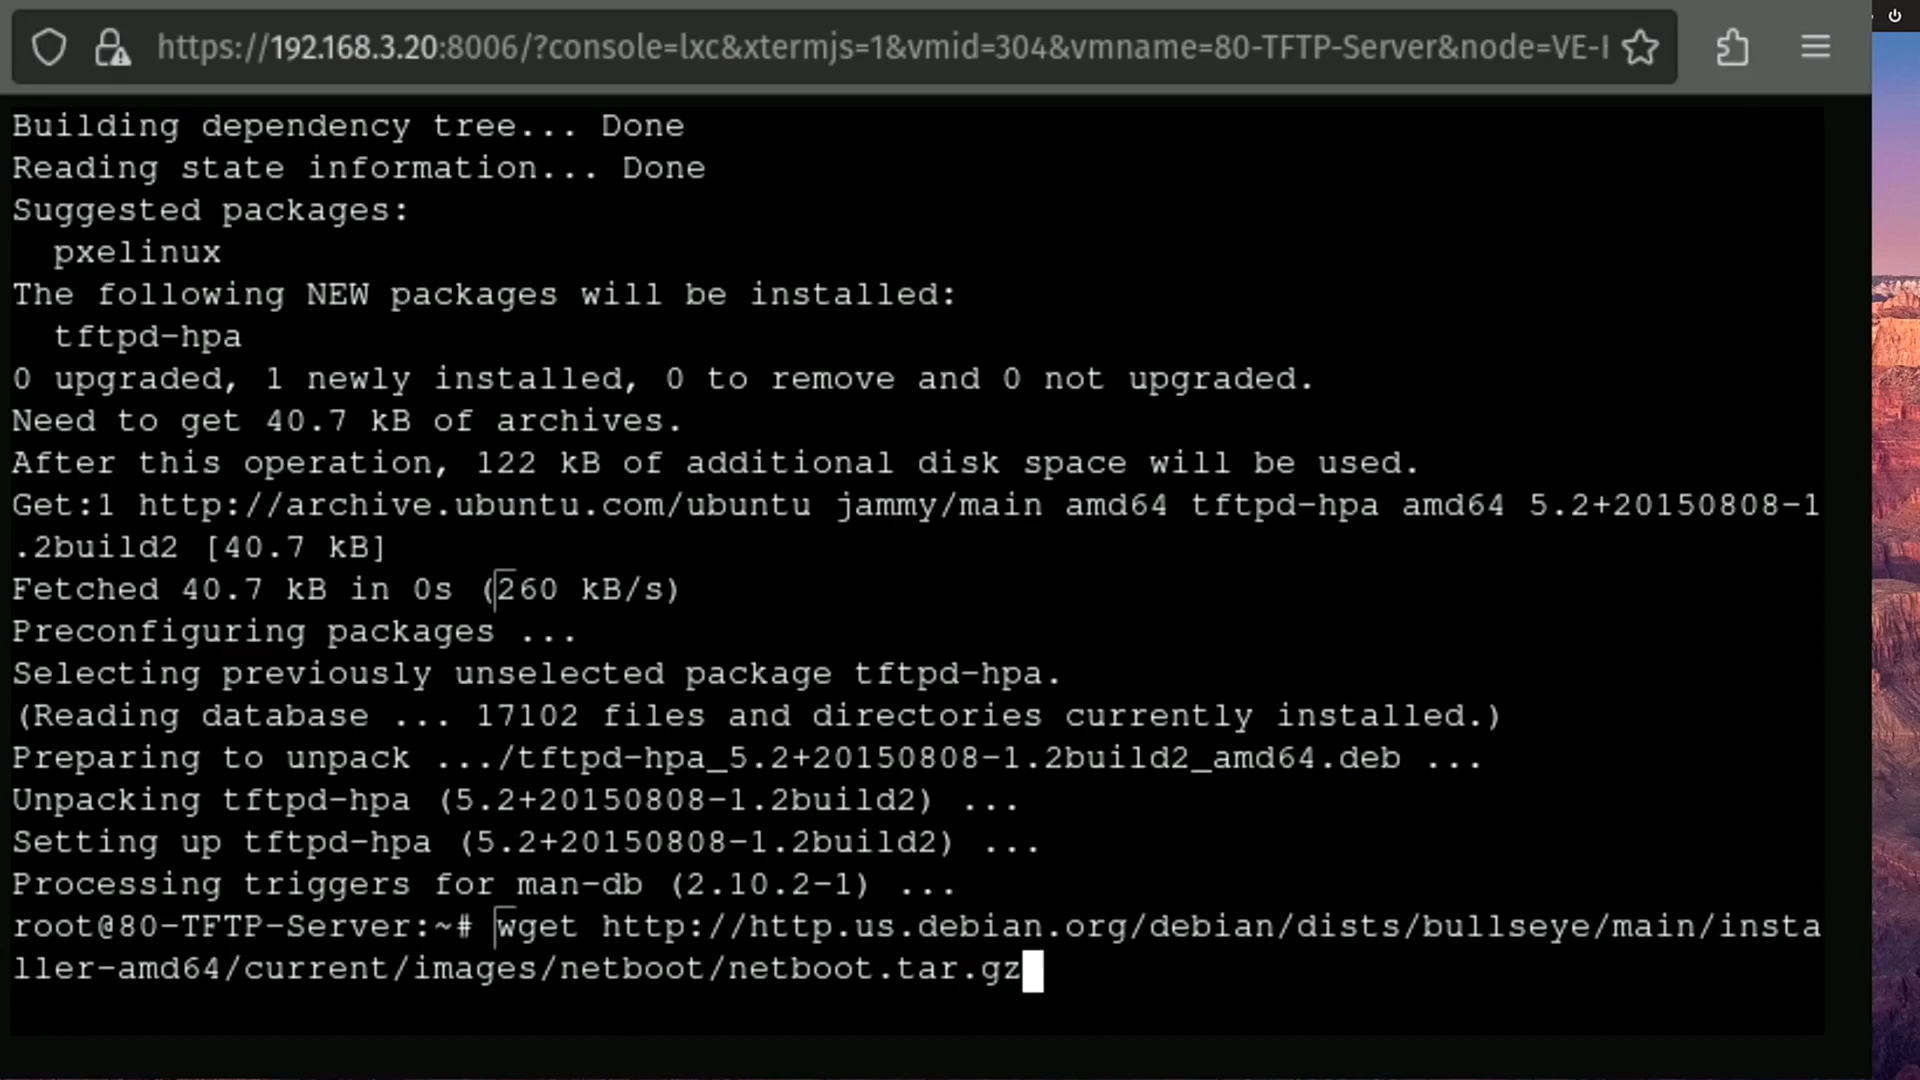 https://192.168.3.20:8006/?console=lxc&xtermjs=1&vmid=304&vmname=80-TFTP-Server&node=VE-
Building dependency tree... Done
Reading state information... Done
Suggested packages:
  pxelinux
The following NEW packages will be installed:
  tftpd-hpa
0 upgraded, 1 newly installed, 0 to remove and 0 not upgraded.
Need to get 40.7 kB of archives.
After this operation, 122 kB of additional disk space will be used.
Get:1 http://archive.ubuntu.com/ubuntu jammy/main amd64 tftpd-hpa amd64 5.2+20150808-1
.2build2 [40.7 kB]
Fetched 40.7 kB in 0s (260 kB/s)
Preconfiguring packages ...
Selecting previously unselected package tftpd-hpa.
(Reading database ... 17102 files and directories currently installed.)
Preparing to unpack .../tftpd-hpa_5.2+20150808-1.2build2_amd64.deb ...
Unpacking tftpd-hpa (5.2+20150808-1.2build2) ...
Setting up tftpd-hpa (5.2+20150808-1.2build2) ...
Processing triggers for man-db (2.10.2-1) ...
root@80-TFTP-Server:~# wget http://http.us.debian.org/debian/dists/bullseye/main/insta
ller-amd64/current/images/netboot/netboot.tar.gz